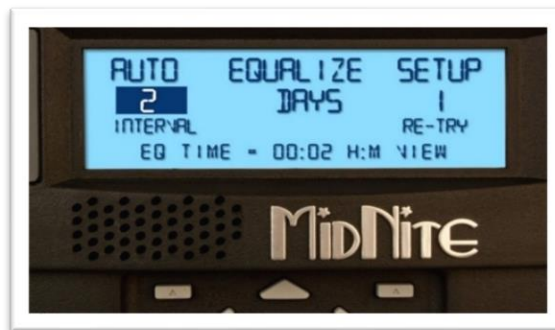 AUTO EQUALIZE SETUP
2 DAYS 1
INTERVAL RE-TRY
EQ TIME - 00:02 H:M VIEW
MIDNITE